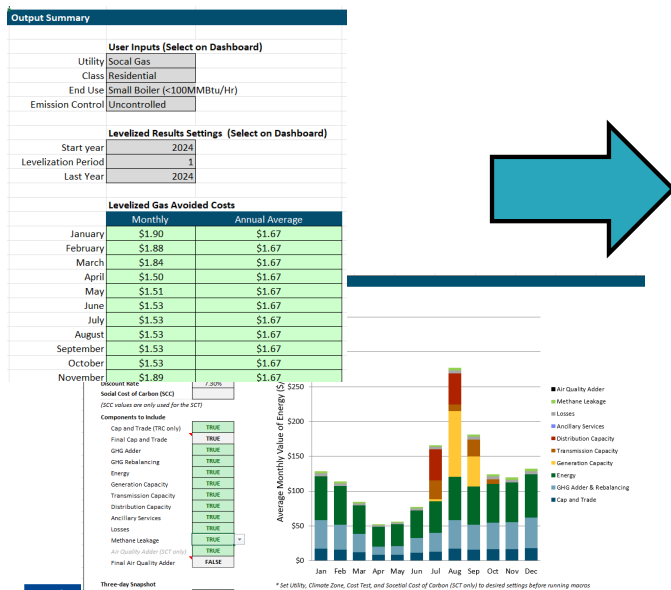 Output Summary
User Inputs (Select on Dashboard)
Utility Socal Gas
Class Residential
End Use Small Boiler (<100MMBtu/Hr)
Emission Control Uncontrolled
Levelized Results Settings (Select on Dashboard)
Start year 2024
Levelization Period 1
Last Year 2024
Levelized Gas Avoided Costs
Monthly Annual Average
January $1.90 $1.67
February $1.88 $1.67
March $1.84 $1.67
April $1.50 $1.67
May $1.51 $1.67
June $1.53 $1.67
July $1.53 $1.67
August $1.53 $1.67
September $1.53 $1.67
October $1.53 $1.67
November $1.89 $1.67
Discount Rate 7.30%
Social Cost of Carbon (SCC)
(SCC values are only used for the SCT)
Components to Include
Cap and Trade (TRC only) TRUE
Final Cap and Trade TRUE
GHG Adder TRUE
GHG Rebalancing TRUE
Energy TRUE
Generation Capacity TRUE
Transmission Capacity TRUE
Distribution Capacity TRUE
Ancillary Services TRUE
Losses TRUE
Methane Leakage TRUE
Air Quality Adder (SCT only) TRUE
Final Air Quality Adder FALSE
Three-day Snapshot
Average Monthly Value of Energy ($/
$250
$200
$150
$100
$50
$0
Jan Feb Mar Apr May Jun Jul Aug Sep Oct Nov Dec
Air Quality Adder
Methane Leakage
Losses
Ancillary Services
Distribution Capacity
Transmission Capacity
Generation Capacity
Energy
GHG Adder & Rebalancing
Cap and Trade
* Set Utility, Climate Zone, Cost Test, and Socetial Cost of Carbon (SCT only) to desired settings before running macros